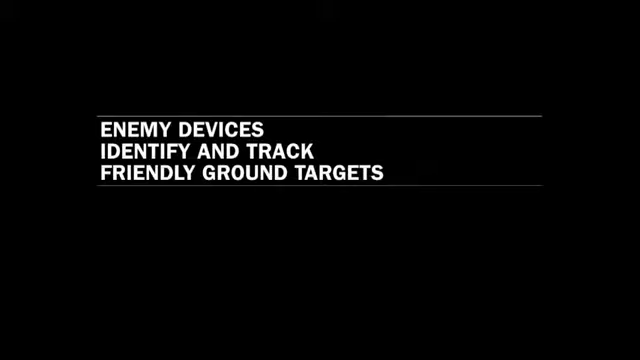 ENEMY DEVICES
IDENTIFY AND TRACK
FRIENDLY GROUND TARGETS